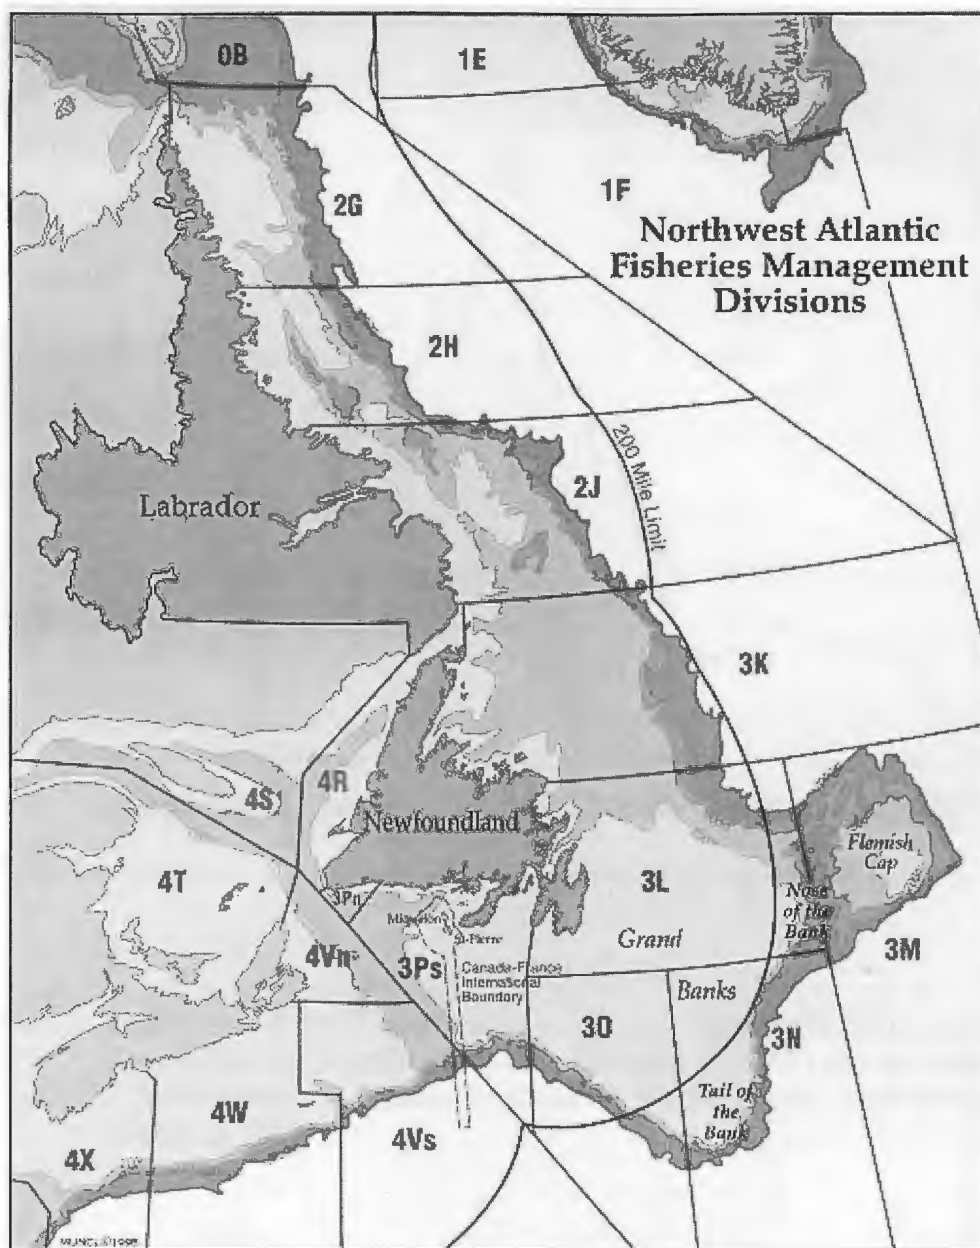 0B
1E
2G
1F
Northwest Atlantic
Fisheries Management
Divisions
2H
200 Mile Limit
2J
Labrador
3K
4R
4S
Newfoundland
Flemish
Cap
4T
3L
3Pn
Nose
of the
Bank
Miquelon
St-Pierre
Grand
3M
4Vn
3Ps
Canada-France
International
Boundary
Banks
3O
3N
Tail of
the
Bank
4W
4Vs
4X